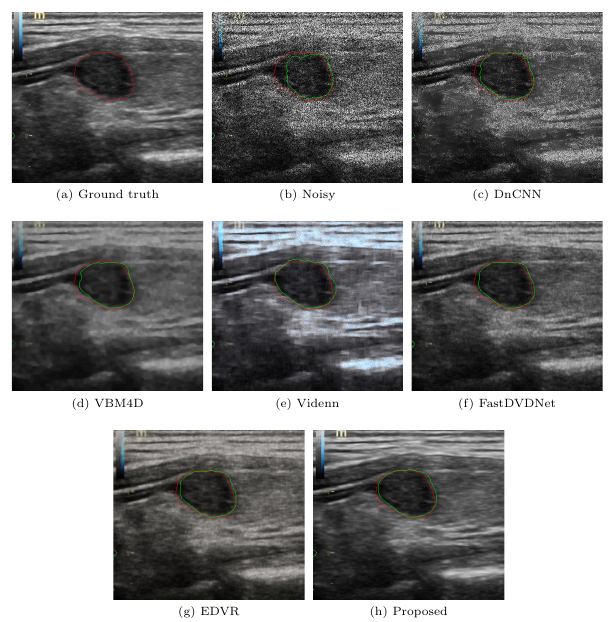 (a) Ground truth
(b) Noisy
(c) DnCNN
(d) VBM4D
(e) Videnn
(f) FastDVDNet
(g) EDVR
(h) Proposed